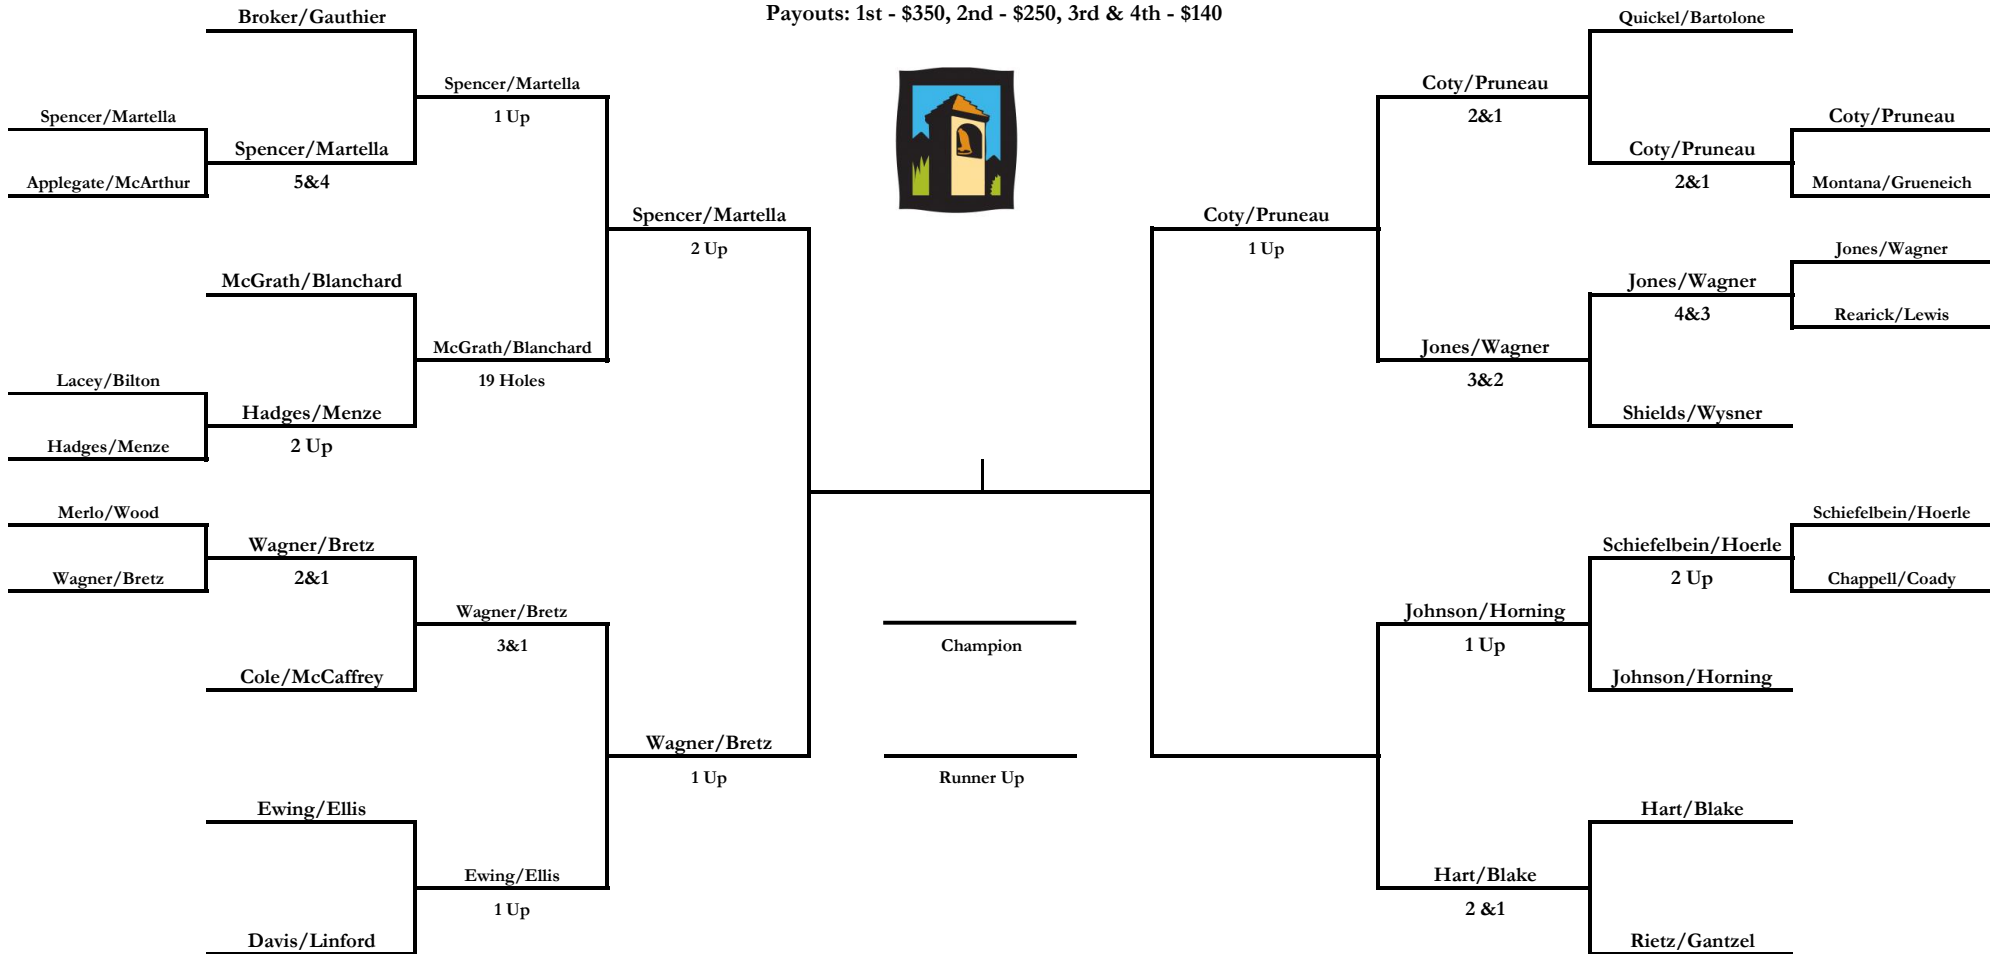 Payouts: 1st - $350, 2nd - $250, 3rd & 4th - $140
Broker/Gauthier
Spencer/Martella
1 Up
Spencer/Martella
Spencer/Martella
5&4
Applegate/McArthur
Spencer/Martella
2 Up
McGrath/Blanchard
McGrath/Blanchard
19 Holes
Lacey/Bilton
Hadges/Menze
2 Up
Hadges/Menze
Merlo/Wood
Wagner/Bretz
2&1
Wagner/Bretz
Wagner/Bretz
3&1
Cole/McCaffrey
Wagner/Bretz
1 Up
Ewing/Ellis
Ewing/Ellis
1 Up
Davis/Linford
Champion
Runner Up
Quickel/Bartolone
Coty/Pruneau
2&1
Coty/Pruneau
Coty/Pruneau
2&1
Montana/Grueneich
Coty/Pruneau
1 Up
Jones/Wagner
Jones/Wagner
4&3
Rearick/Lewis
Jones/Wagner
3&2
Shields/Wysner
Schiefelbein/Hoerle
Schiefelbein/Hoerle
2 Up
Chappell/Coady
Johnson/Horning
1 Up
Johnson/Horning
Hart/Blake
Hart/Blake
2 &1
Rietz/Gantzel